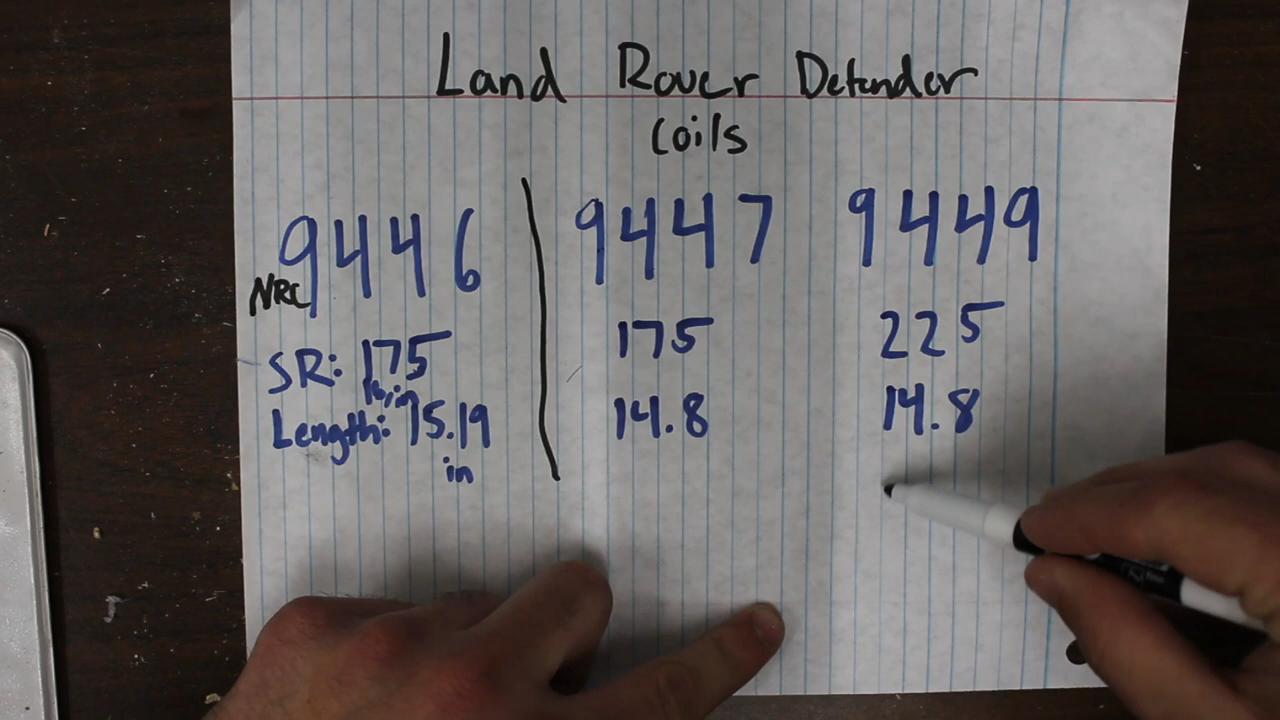 Land Rover Defender
coils
9446 9447 9449
NRC
SR: 175 175 225
lb/in
Length: 15.19 14.8 14.8
in